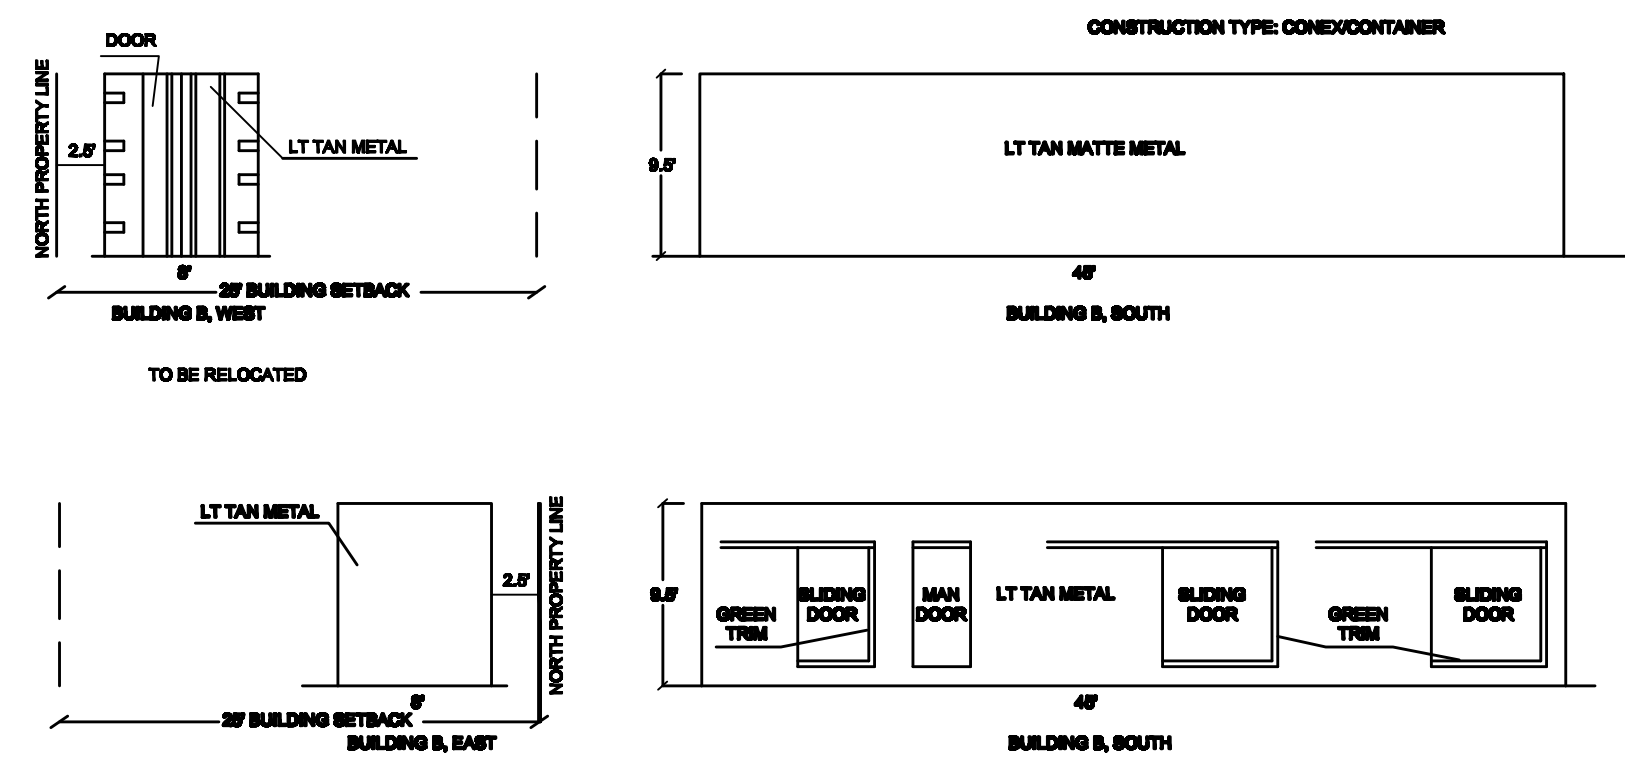 CONSTRUCTION TYPE: CONEX/CONTAINER
DOOR
NORTH PROPERTY LINE
2.5'
LT TAN METAL
8'
25' BUILDING SETBACK
BUILDING B, WEST
TO BE RELOCATED
9.5'
LT TAN MATTE METAL
45'
BUILDING B, SOUTH
LT TAN METAL
2.5'
NORTH PROPERTY LINE
8'
25' BUILDING SETBACK
BUILDING B, EAST
9.5'
GREEN
TRIM
SLIDING
DOOR
MAN
DOOR
LT TAN METAL
SLIDING
DOOR
GREEN
TRIM
SLIDING
DOOR
45'
BUILDING B, SOUTH